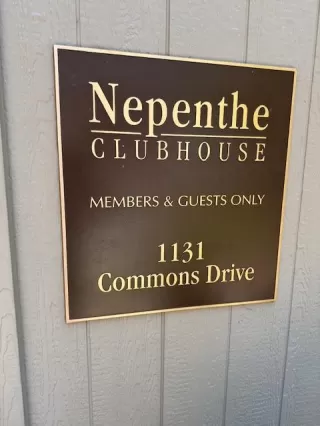 Nepenthe
CLUBHOUSE
MEMBERS & GUESTS ONLY
1131
Commons Drive